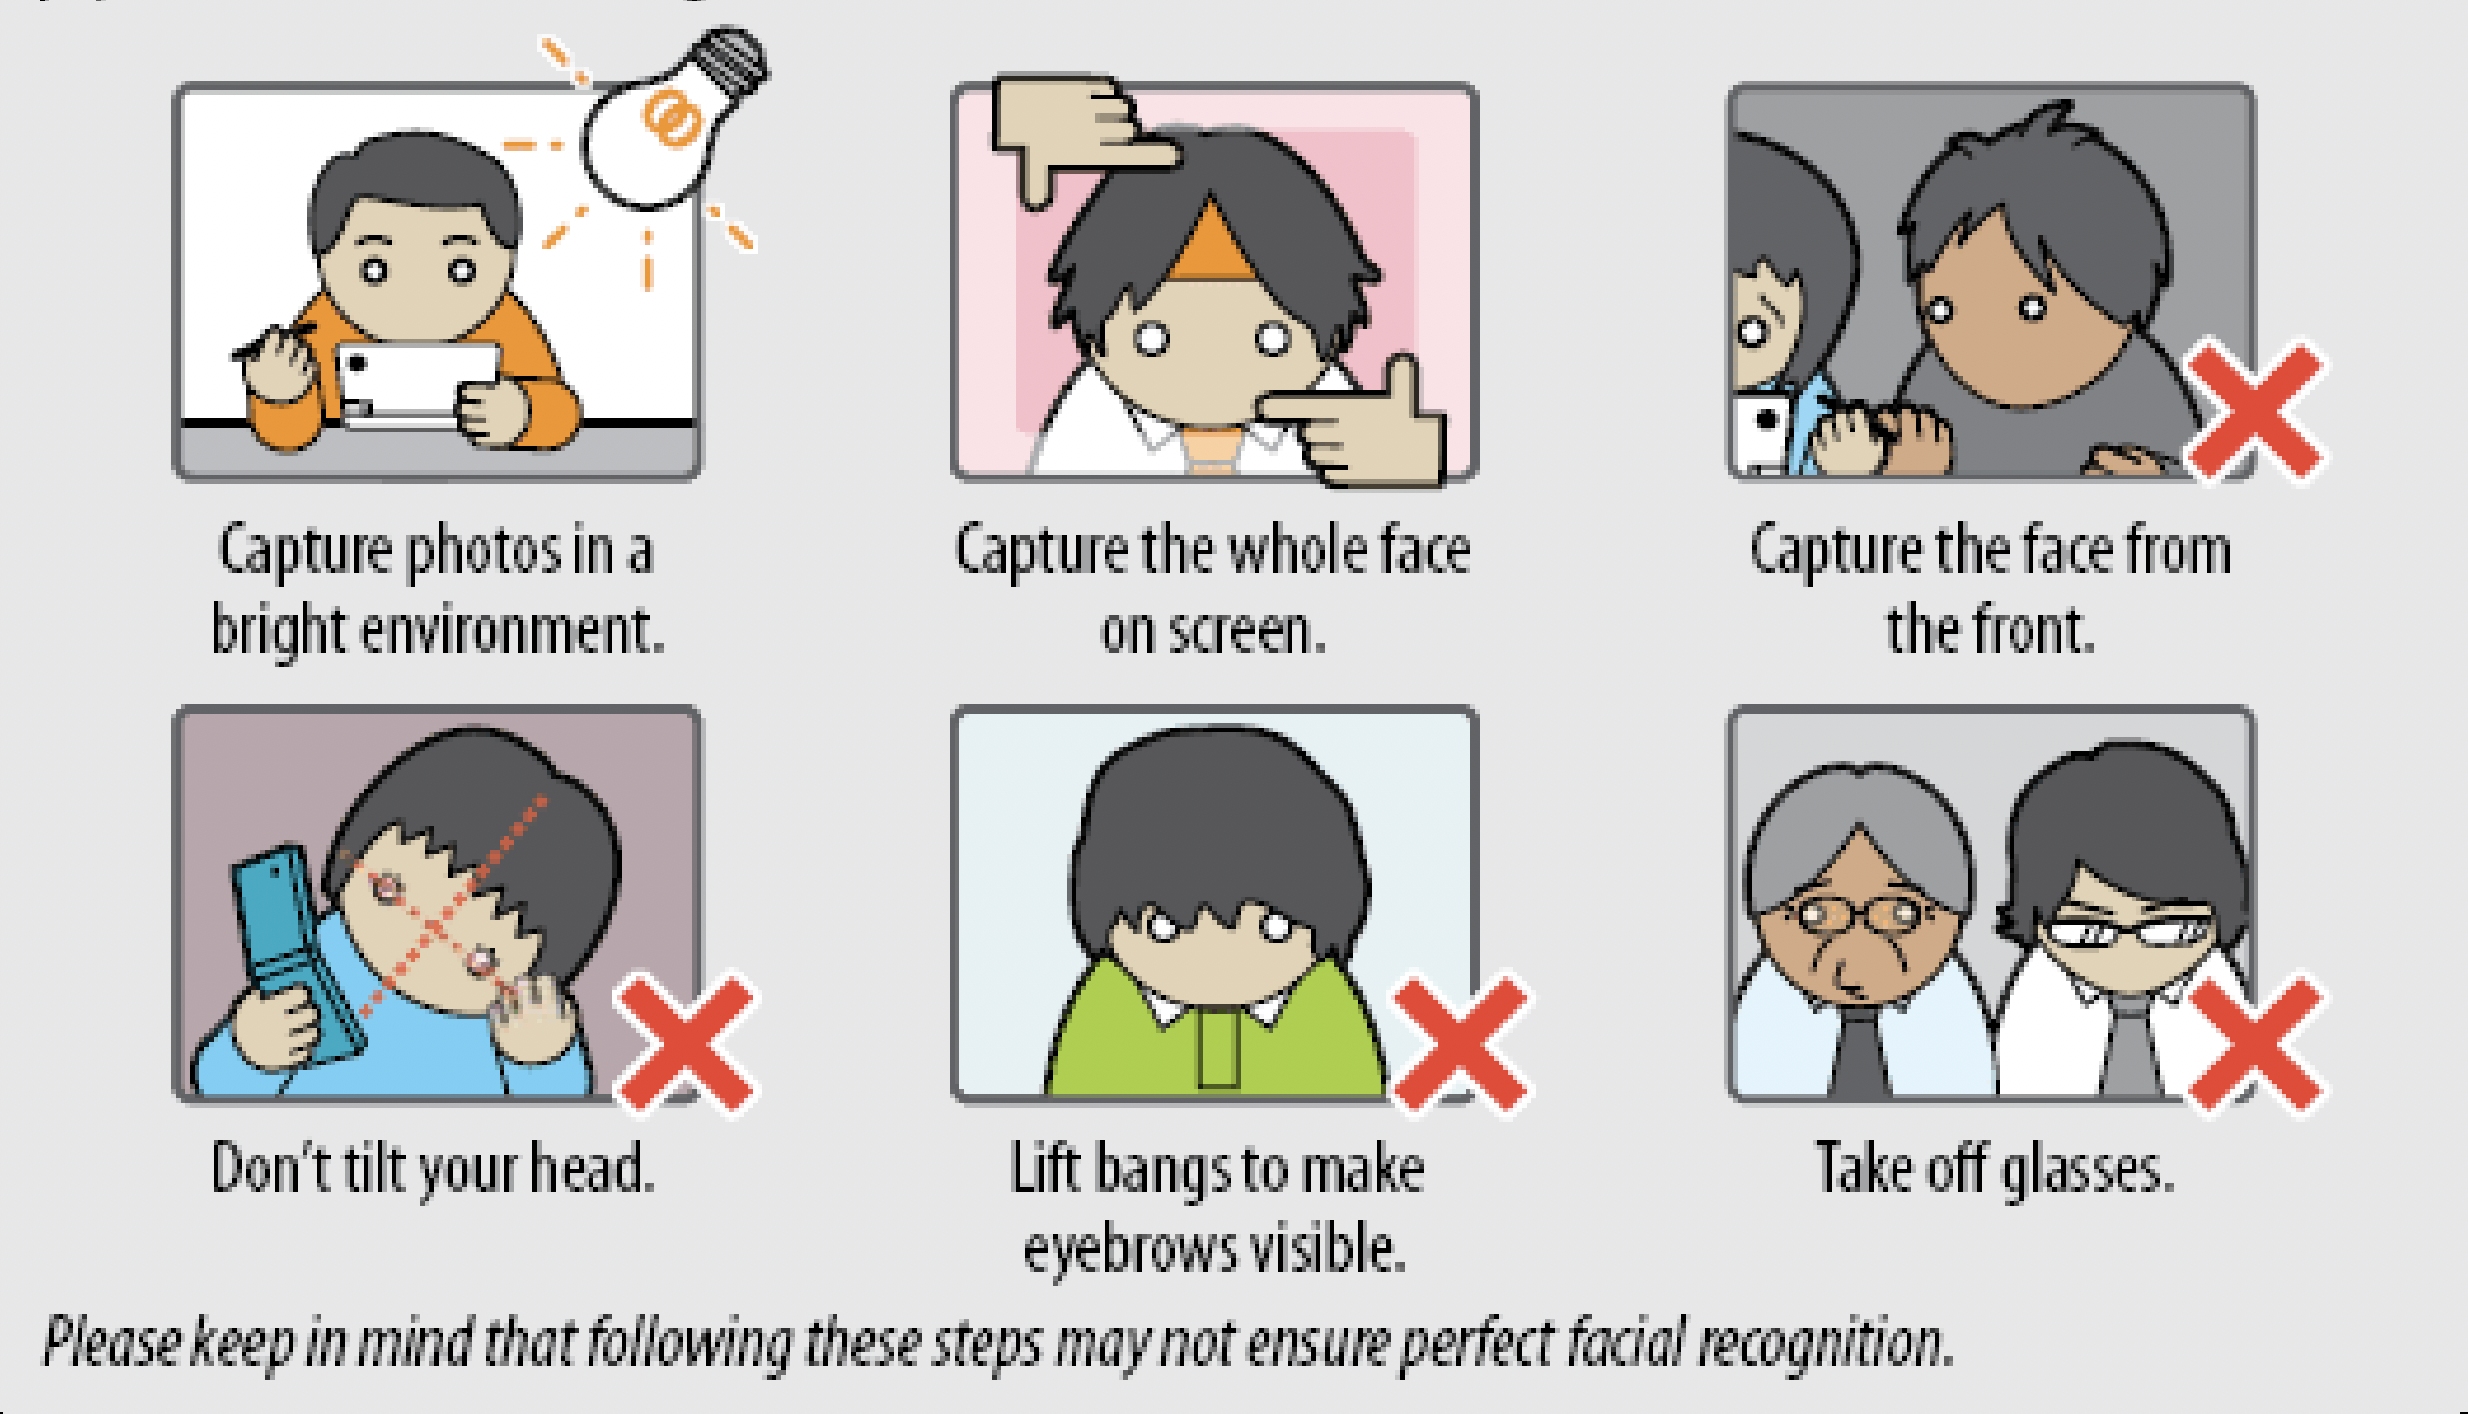 Capture photos in a
bright environment.
Capture the whole face
on screen.
Capture the face from
the front.
Don't tilt your head.
Lift bangs to make
eyebrows visible.
Take off glasses.
Please keep in mind that following these steps may not ensure perfect facial recognition.